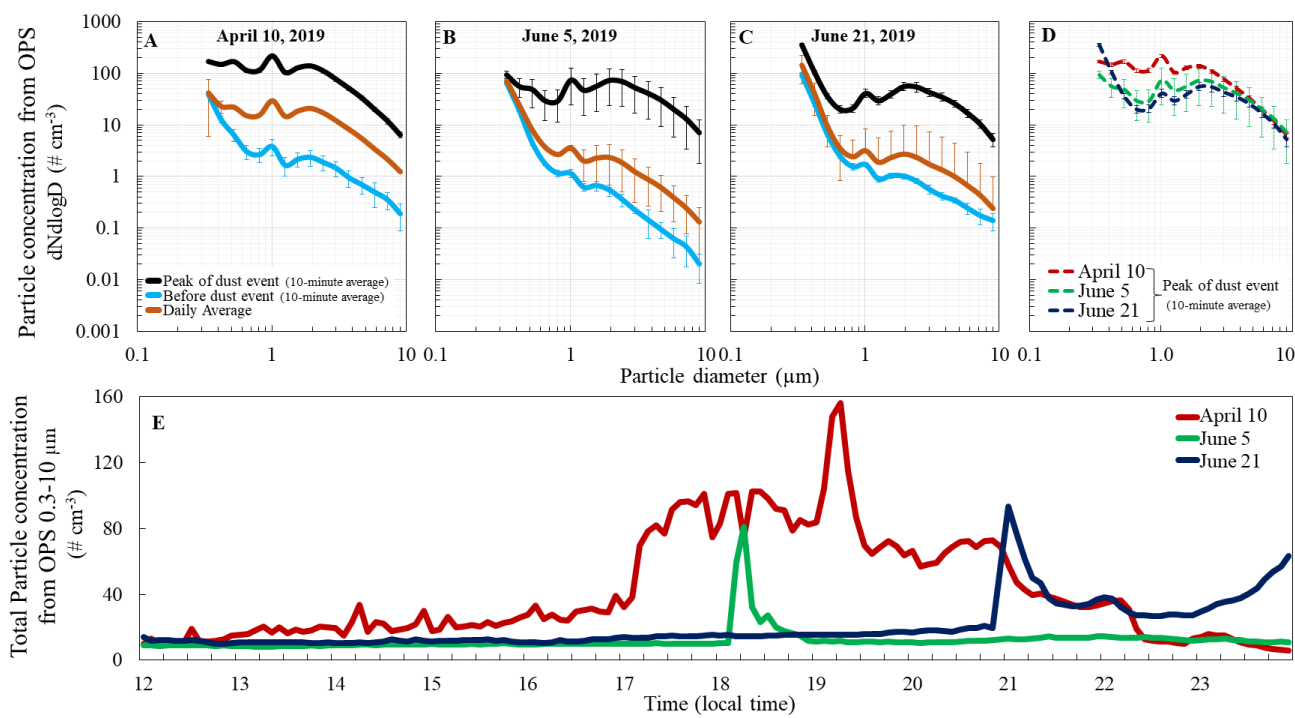 Particle concentration from OPS
dNdlogD (# cm-3)
1000
100
10
1
0.1
0.01
0.001
A
April 10, 2019
Peak of dust event (10-minute average)
Before dust event (10-minute average)
Daily Average
0.1
1
10
B
June 5, 2019
0.1
1
10
C
June 21, 2019
0.1
1
10
D
April 10
June 5
June 21
Peak of dust event
(10-minute average)
0.1
1.0
10
Particle diameter (µm)
Total Particle concentration
from OPS 0.3-10 µm
(# cm-3)
160
120
80
40
0
E
April 10
June 5
June 21
12 13 14 15 16 17 18 19 20 21 22 23
Time (local time)